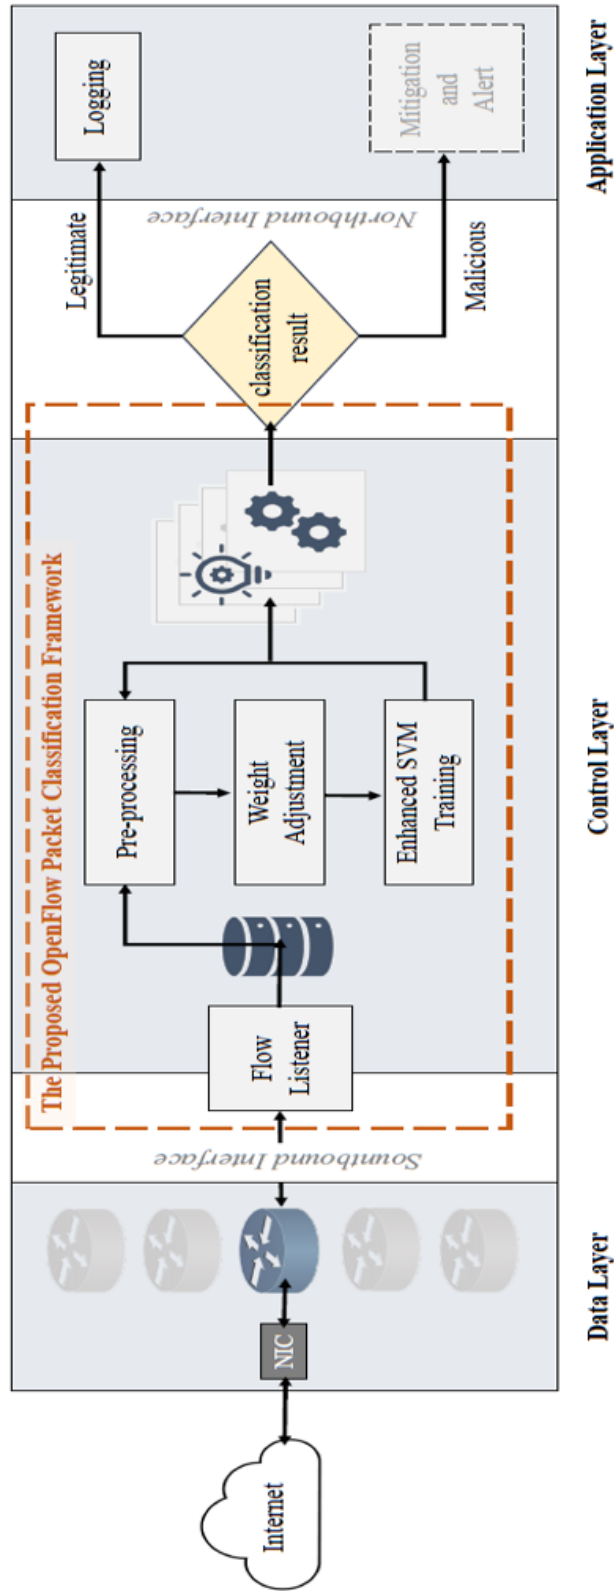 The Proposed OpenFlow Packet Classification Framework
Internet
NIC
Sountbound Interface
Flow
Listener
Pre-processing
Weight
Adjustment
Enhanced SVM
Training
classification
result
Legitimate
Malicious
Northbound Interface
Logging
Mitigation
and
Alert
Data Layer
Control Layer
Application Layer